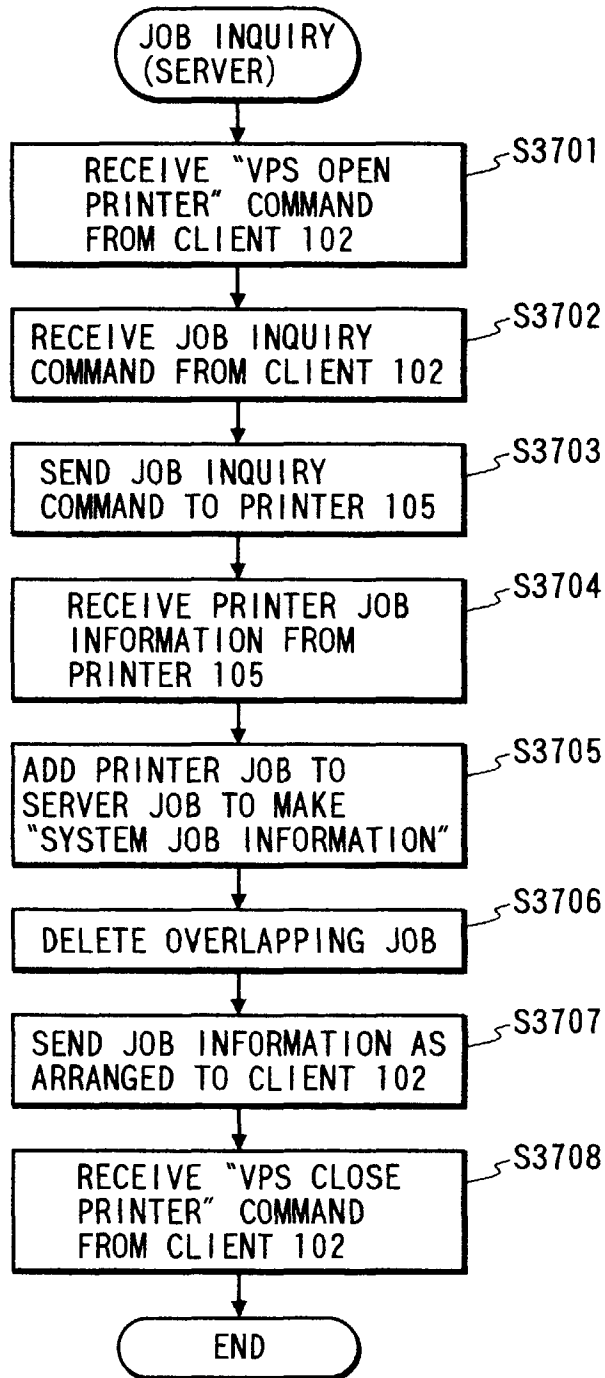 JOB INQUIRY
(SERVER)
S3701
RECEIVE "VPS OPEN
PRINTER" COMMAND
FROM CLIENT 102
S3702
RECEIVE JOB INQUIRY
COMMAND FROM CLIENT 102
S3703
SEND JOB INQUIRY
COMMAND TO PRINTER 105
S3704
RECEIVE PRINTER JOB
INFORMATION FROM
PRINTER 105
S3705
ADD PRINTER JOB TO
SERVER JOB TO MAKE
"SYSTEM JOB INFORMATION"
S3706
DELETE OVERLAPPING JOB
S3707
SEND JOB INFORMATION AS
ARRANGED TO CLIENT 102
S3708
RECEIVE "VPS CLOSE
PRINTER" COMMAND
FROM CLIENT 102
END